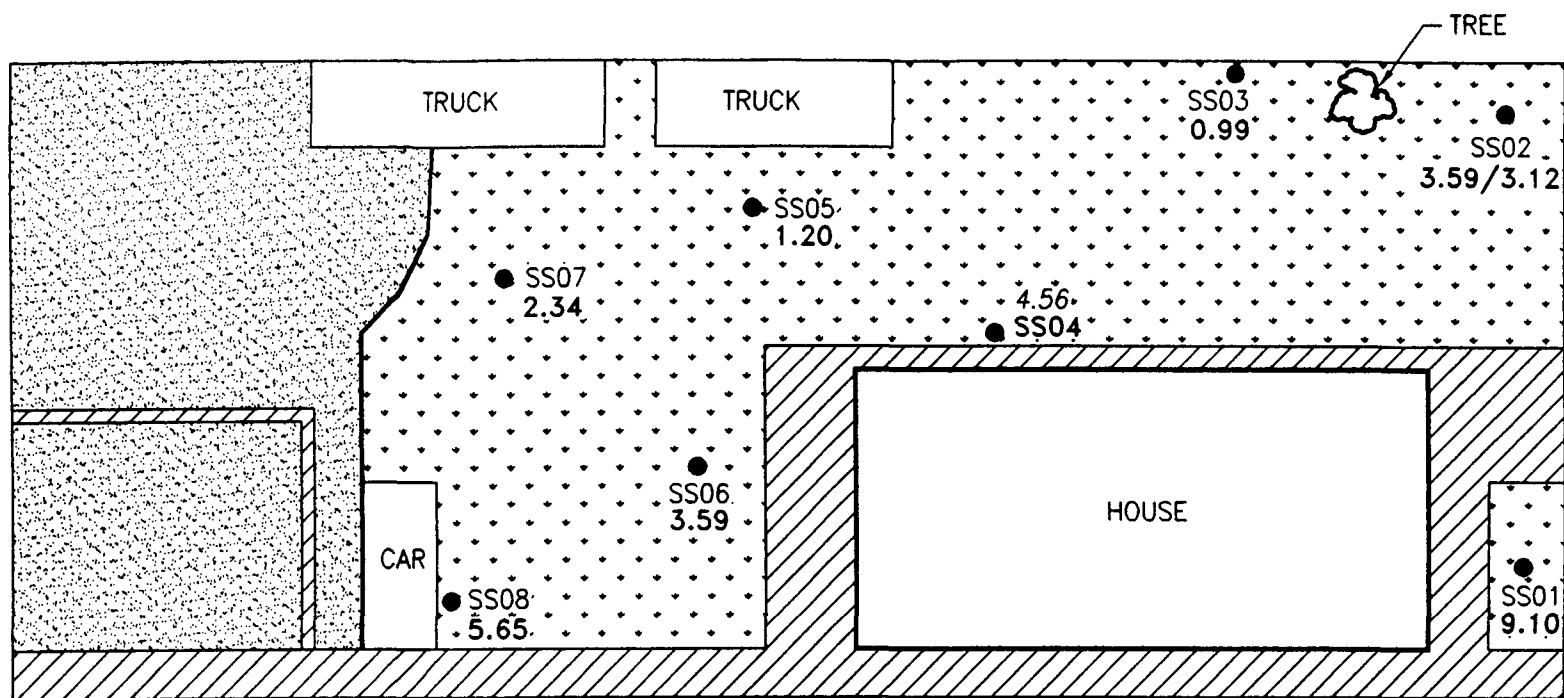 TREE
TRUCK
TRUCK
SS03
0.99
SS02
3.59/3.12
SS05
1.20
SS07
2.34
4.56
SS04
SS06
3.59
HOUSE
CAR
SS08
5.65
SS01
9.10